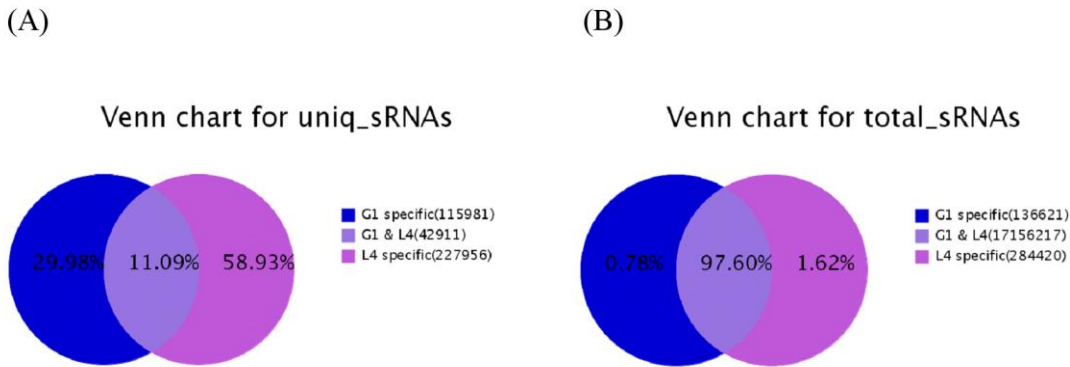 (A)
Venn chart for uniq_sRNAs
29.98%
11.09%
58.93%
G1 specific(115981)
G1 & L4(42911)
L4 specific(227956)
(B)
Venn chart for total_sRNAs
0.78%
97.60%
1.62%
G1 specific(136621)
G1 & L4(17156217)
L4 specific(284420)